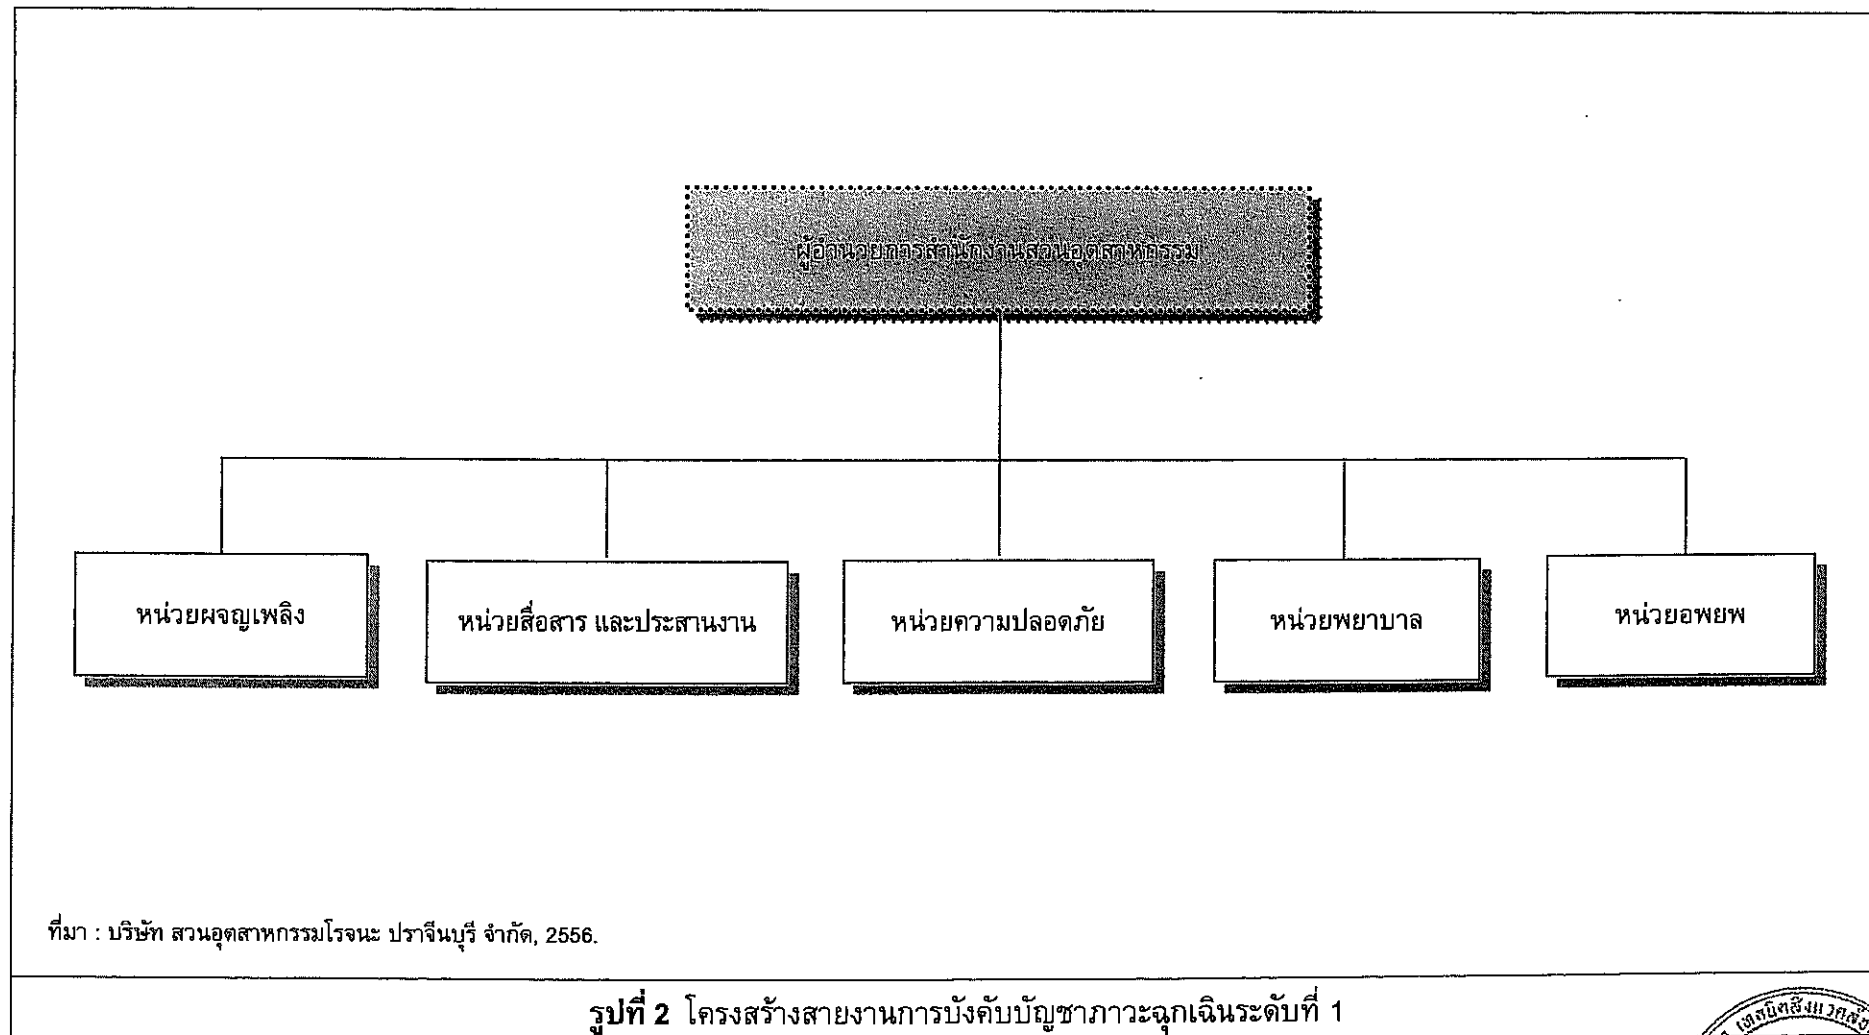 ผู้อำนวยการสำนักงานสวนอุตสาหกรรม
หน่วยผจญเพลิง
หน่วยสื่อสาร และประสานงาน
หน่วยความปลอดภัย
หน่วยพยาบาล
หน่วยอพยพ
ที่มา : บริษัท สวนอุตสาหกรรมโรจนะ ปราจีนบุรี จำกัด, 2556.
รูปที่ 2 โครงสร้างสายงานการบังคับบัญชาภาวะฉุกเฉินระดับที่ 1